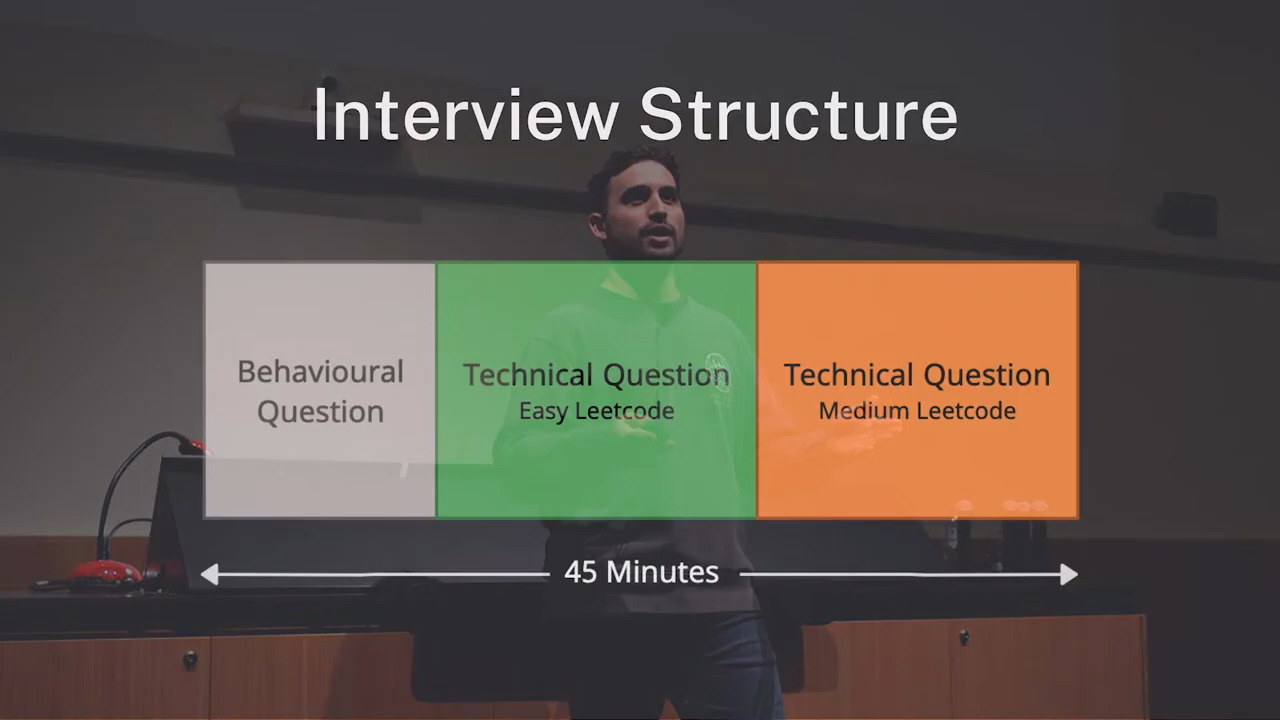 Interview Structure
Behavioural
Question
Technical Question
Easy Leetcode
Technical Question
Medium Leetcode
45 Minutes